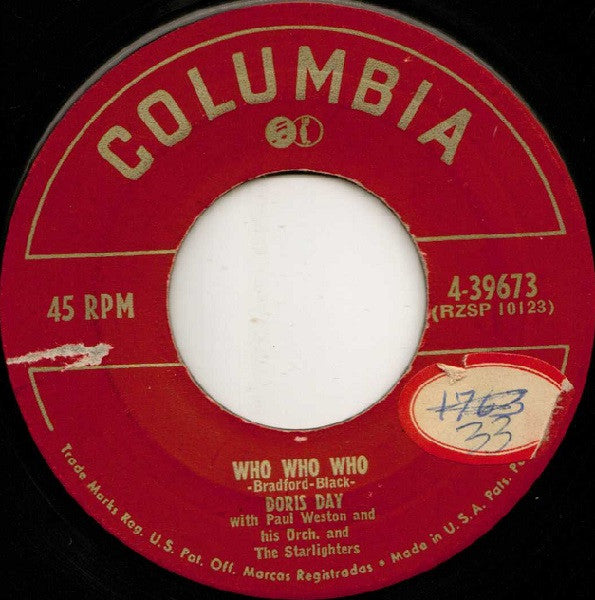 COLUMBIA
45 RPM
4-39673
(RZSP 10123)
1763
33
WHO WHO WHO
-Bradford-Black-
DORIS DAY
with Paul Weston and
his Orch. and
The Starlighters
Trade Marks Reg. U.S. Pat. Off. Marcas Registradas • Made in U.S.A. Pats.